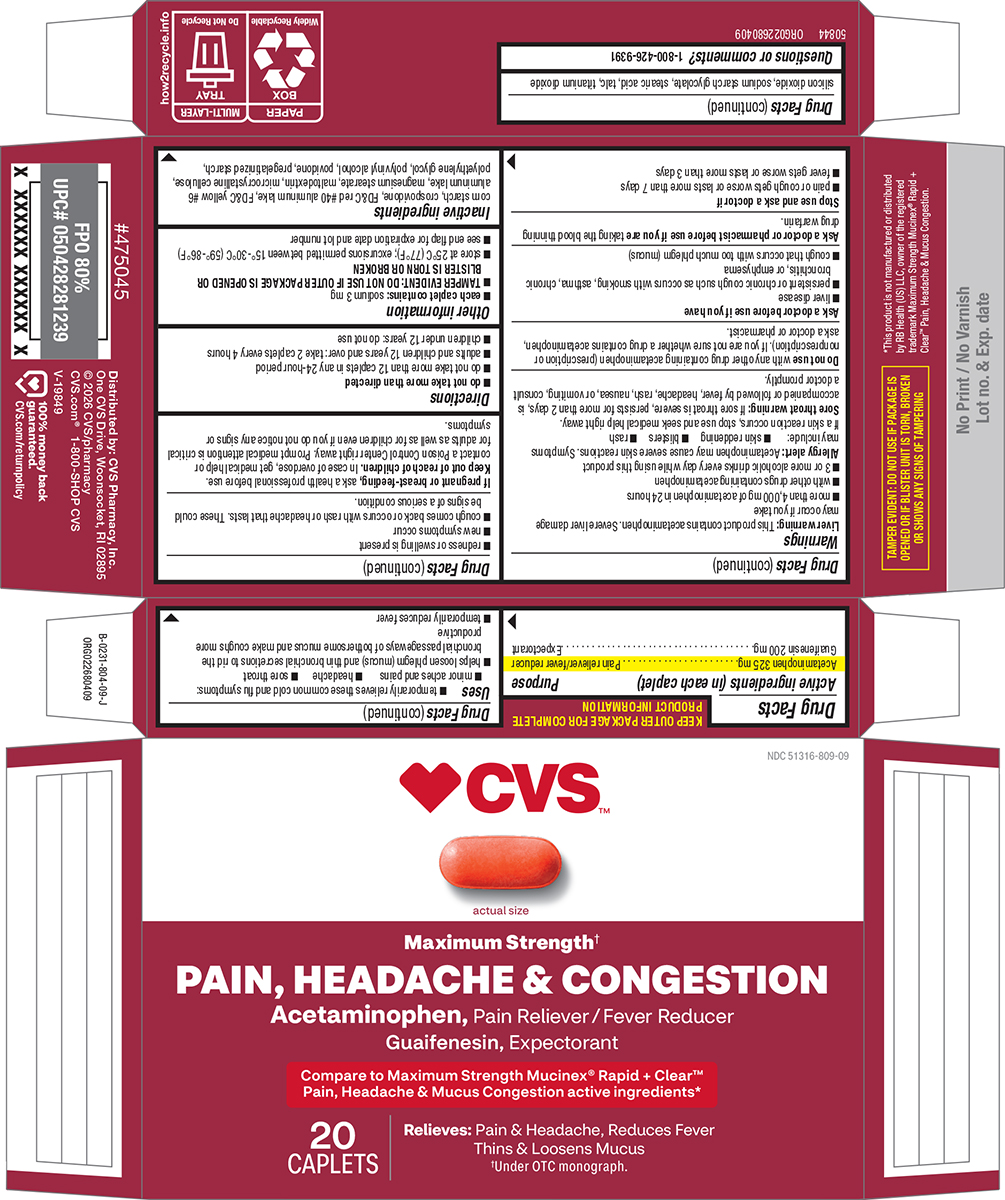 NDC 51316-809-09
CVS™
actual size
Maximum Strength†
PAIN, HEADACHE & CONGESTION
Acetaminophen, Pain Reliever / Fever Reducer
Guaifenesin, Expectorant
Compare to Maximum Strength Mucinex® Rapid + Clear™
Pain, Headache & Mucus Congestion active ingredients*
20
CAPLETS
Relieves: Pain & Headache, Reduces Fever
Thins & Loosens Mucus
†Under OTC monograph.
KEEP OUTER PACKAGE FOR COMPLETE
PRODUCT INFORMATION
Drug Facts
Active ingredients (in each caplet) Purpose
Acetaminophen 325 mg. . . . . . . . . . . . . . . . . . . . . . . . Pain reliever/fever reducer
Guaifenesin 200 mg. . . . . . . . . . . . . . . . . . . . . . . . . . . . . . . . . . . . . . Expectorant
Drug Facts (continued)
Uses ■ temporarily relieves these common cold and flu symptoms:
■ minor aches and pains ■ headache ■ sore throat
■ helps loosen phlegm (mucus) and thin bronchial secretions to rid the
bronchial passageways of bothersome mucus and make coughs more
productive
■ temporarily reduces fever
B-0231-804-09-J
ORG022680409
Drug Facts (continued)
Warnings
Liver warning: This product contains acetaminophen. Severe liver damage
may occur if you take
■ more than 4,000 mg of acetaminophen in 24 hours
■ with other drugs containing acetaminophen
■ 3 or more alcoholic drinks every day while using this product
Allergy alert: Acetaminophen may cause severe skin reactions. Symptoms
may include: ■ skin reddening ■ blisters ■ rash
If a skin reaction occurs, stop use and seek medical help right away.
Sore throat warning: If sore throat is severe, persists for more than 2 days, is
accompanied or followed by fever, headache, rash, nausea, or vomiting, consult
a doctor promptly.
Do not use with any other drug containing acetaminophen (prescription or
nonprescription). If you are not sure whether a drug contains acetaminophen,
ask a doctor or pharmacist.
Ask a doctor before use if you have
■ liver disease
■ persistent or chronic cough such as occurs with smoking, asthma, chronic
bronchitis, or emphysema
■ cough that occurs with too much phlegm (mucus)
Ask a doctor or pharmacist before use if you are taking the blood thinning
drug warfarin.
Stop use and ask a doctor if
■ pain or cough gets worse or lasts more than 7 days
■ fever gets worse or lasts more than 3 days
Drug Facts (continued)
■ redness or swelling is present
■ new symptoms occur
■ cough comes back or occurs with rash or headache that lasts. These could
be signs of a serious condition.
If pregnant or breast-feeding, ask a health professional before use.
Keep out of reach of children. In case of overdose, get medical help or
contact a Poison Control Center right away. Prompt medical attention is critical
for adults as well as for children even if you do not notice any signs or
symptoms.
Directions
■ do not take more than directed
■ do not take more than 12 caplets in any 24-hour period
■ adults and children 12 years and over: take 2 caplets every 4 hours
■ children under 12 years: do not use
Other information
■ each caplet contains: sodium 3 mg
■ TAMPER EVIDENT: DO NOT USE IF OUTER PACKAGE IS OPENED OR
BLISTER IS TORN OR BROKEN
■ store at 25°C (77°F); excursions permitted between 15°-30°C (59°-86°F)
■ see end flap for expiration date and lot number
Inactive ingredients
corn starch, crospovidone, FD&C red #40 aluminum lake, FD&C yellow #6
aluminum lake, magnesium stearate, maltodextrin, microcrystalline cellulose,
polyethylene glycol, polyvinyl alcohol, povidone, pregelatinized starch,
Drug Facts (continued)
silicon dioxide, sodium starch glycolate, stearic acid, talc, titanium dioxide
Questions or comments? 1-800-426-9391
50844 ORG022680409
PAPER
BOX
Widely Recyclable
MULTI-LAYER
TRAY
Do Not Recycle
how2recycle.info
TAMPER EVIDENT: DO NOT USE IF PACKAGE IS
OPENED OR IF BLISTER UNIT IS TORN, BROKEN
OR SHOWS ANY SIGNS OF TAMPERING
*This product is not manufactured or distributed
by RB Health (US) LLC, owner of the registered
trademark Maximum Strength Mucinex® Rapid +
Clear™ Pain, Headache & Mucus Congestion.
No Print / No Varnish
Lot no. & Exp. date
#475045
FPO 80%
UPC# 050428281239
X XXXXX XXXXX X
Distributed by: CVS Pharmacy, Inc.
One CVS Drive, Woonsocket, RI 02895
© 2026 CVS/pharmacy
CVS.com® 1-800-SHOP CVS
V-19849
100% money back
guaranteed.
CVS.com/returnpolicy